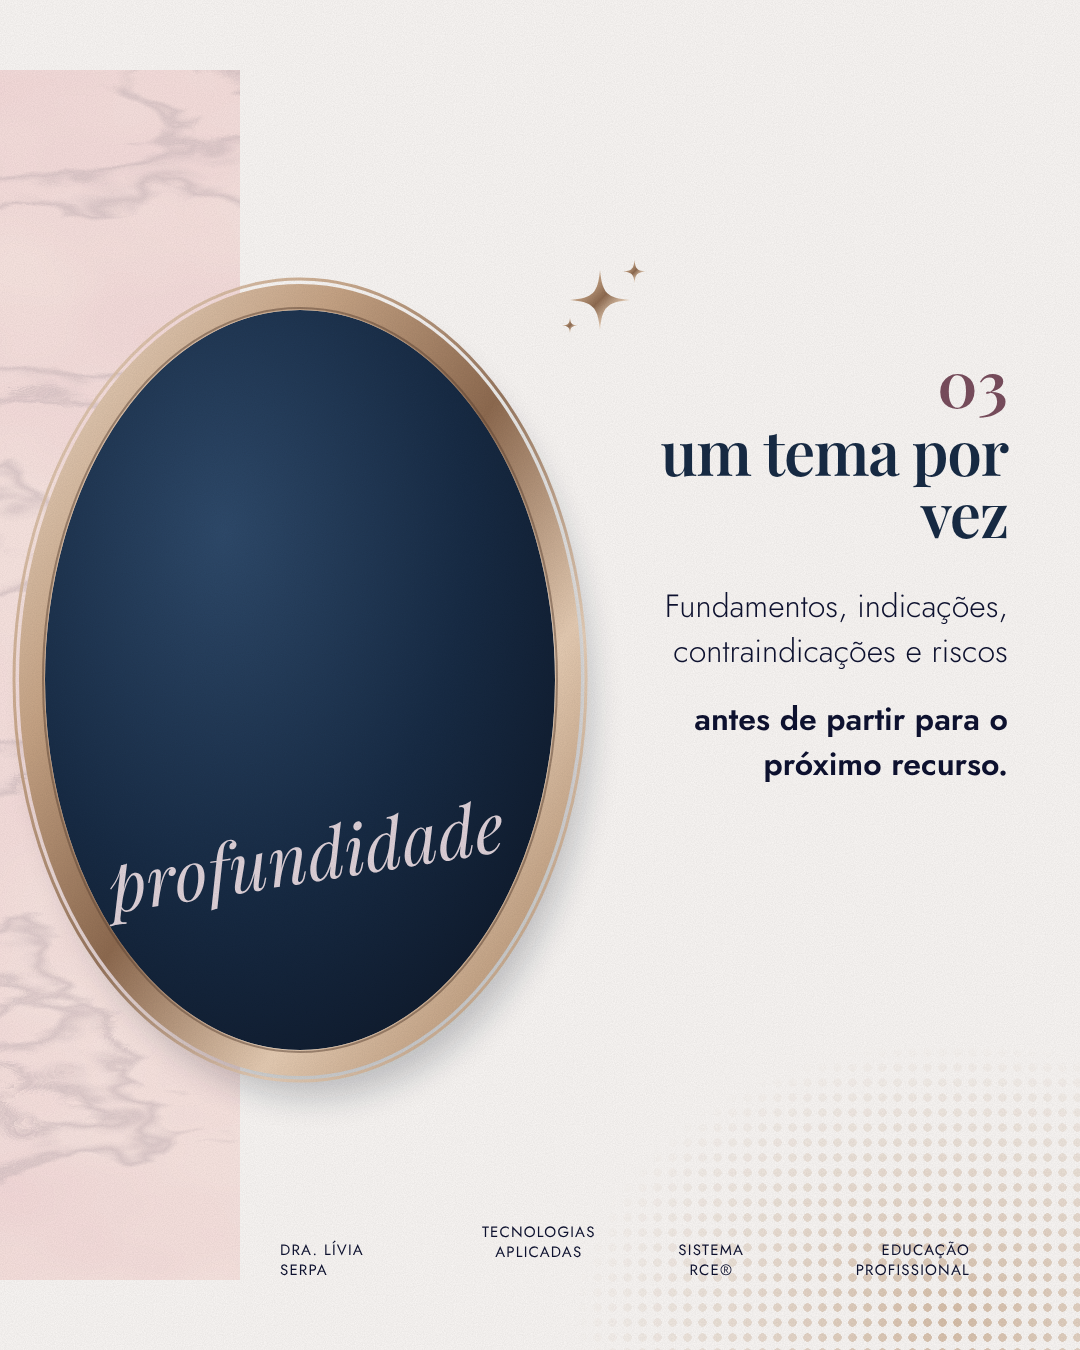 03
um tema por
vez
Fundamentos, indicações,
contraindicações e riscos
antes de partir para o
próximo recurso.
profundidade
DRA. LÍVIA
SERPA
TECNOLOGIAS
APLICADAS
SISTEMA
RCE®
EDUCAÇÃO
PROFISSIONAL